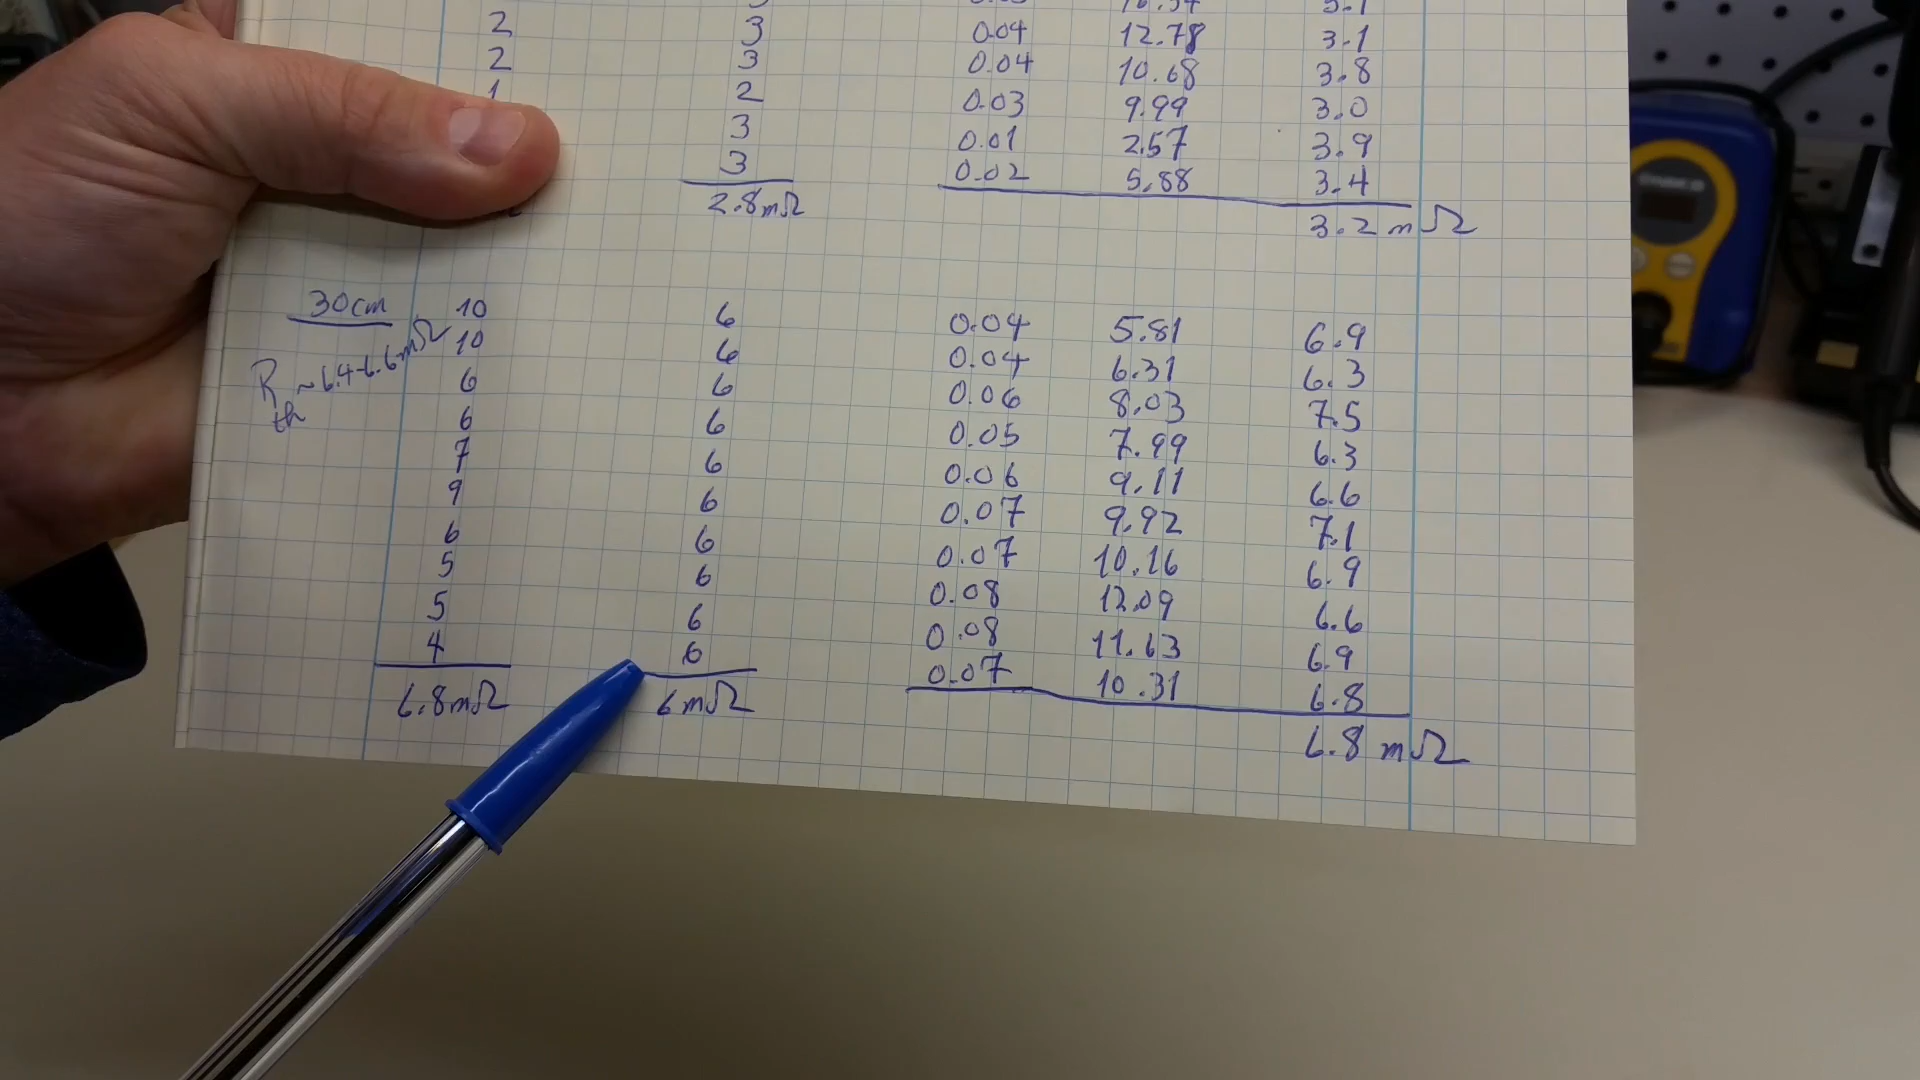 2 3 0.04 12.78 3.1
2 3 0.04 10.68 3.8
1 2 0.03 9.99 3.0
3 0.01 2.57 3.9
3 0.02 5.88 3.4
2.8mΩ 3.2 mΩ
30cm 10 6 0.04 5.81 6.9
Rth ~6.4-6.6mΩ 10 6 0.04 6.31 6.3
6 6 0.06 8.03 7.5
6 6 0.05 7.99 6.3
7 6 0.06 9.11 6.6
9 6 0.07 9.92 7.1
6 6 0.07 10.16 6.9
5 6 0.08 12.09 6.6
5 6 0.08 11.63 6.9
4 6 0.07 10.31 6.8
6.8mΩ 6mΩ 6.8 mΩ